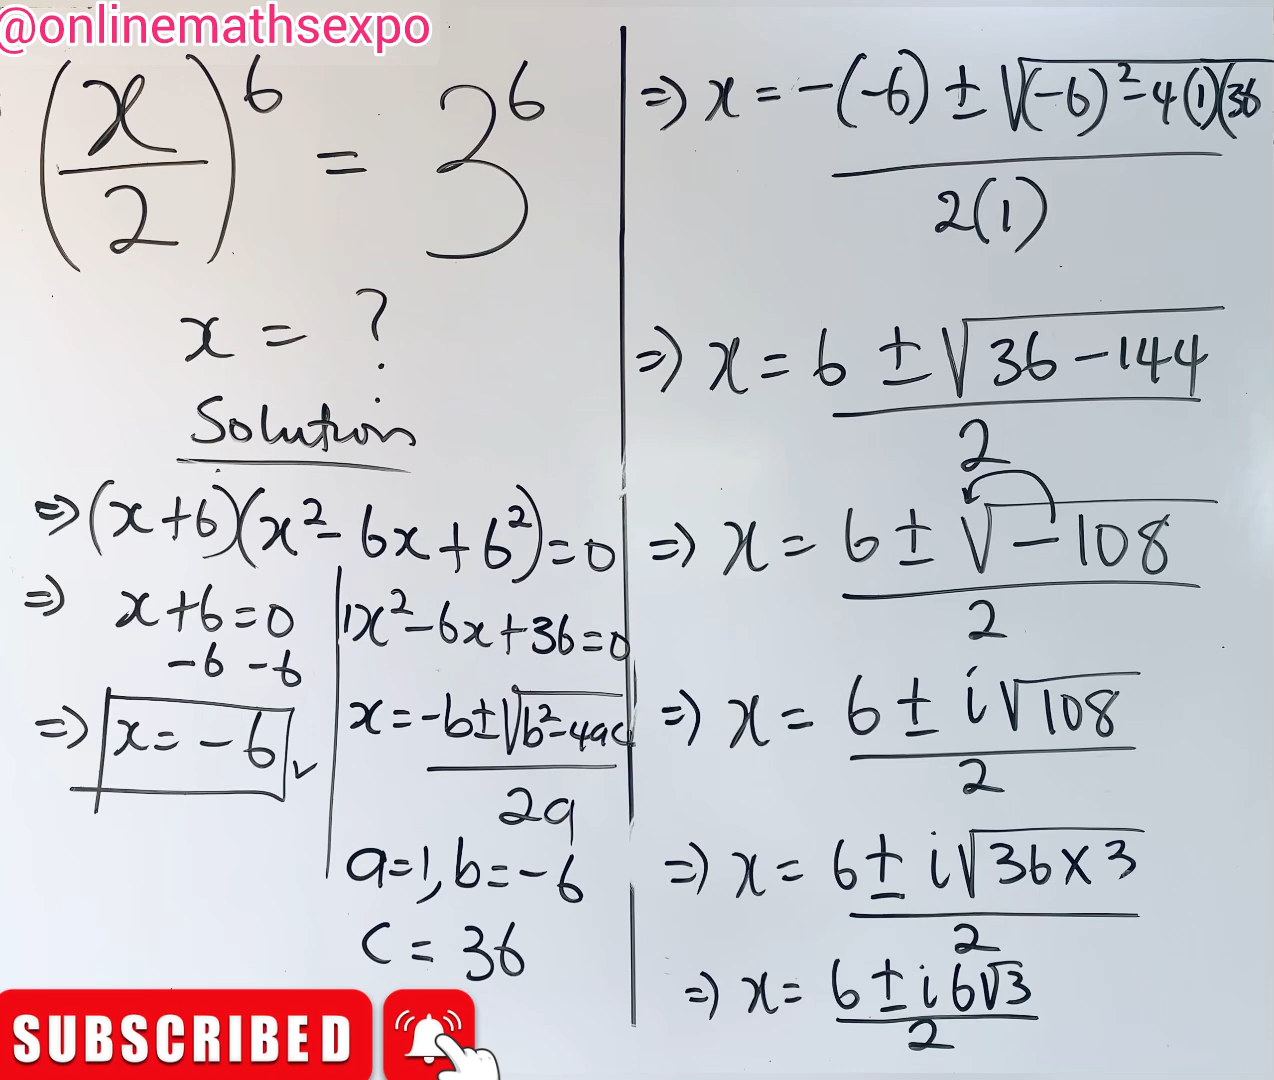 @onlinemathsexpo
(x/2)^6 = 3^6
x = ?
Solution
⇒ (x+6)(x²-6x+6²)=0
⇒ x+6=0
-6 -6
⇒ x=-6 ✓
1x²-6x+36=0
x = -b±√b²-4ac
2a
a=1, b=-6
c = 36
⇒ x = -(-6) ± √(-6)²-4(1)(36
2(1)
⇒ x = 6 ± √36-144
2
⇒ x = 6 ± √-108
2
⇒ x = 6 ± i√108
2
⇒ x = 6 ± i√36×3
2
⇒ x = 6 ± i6√3
2
SUBSCRIBED